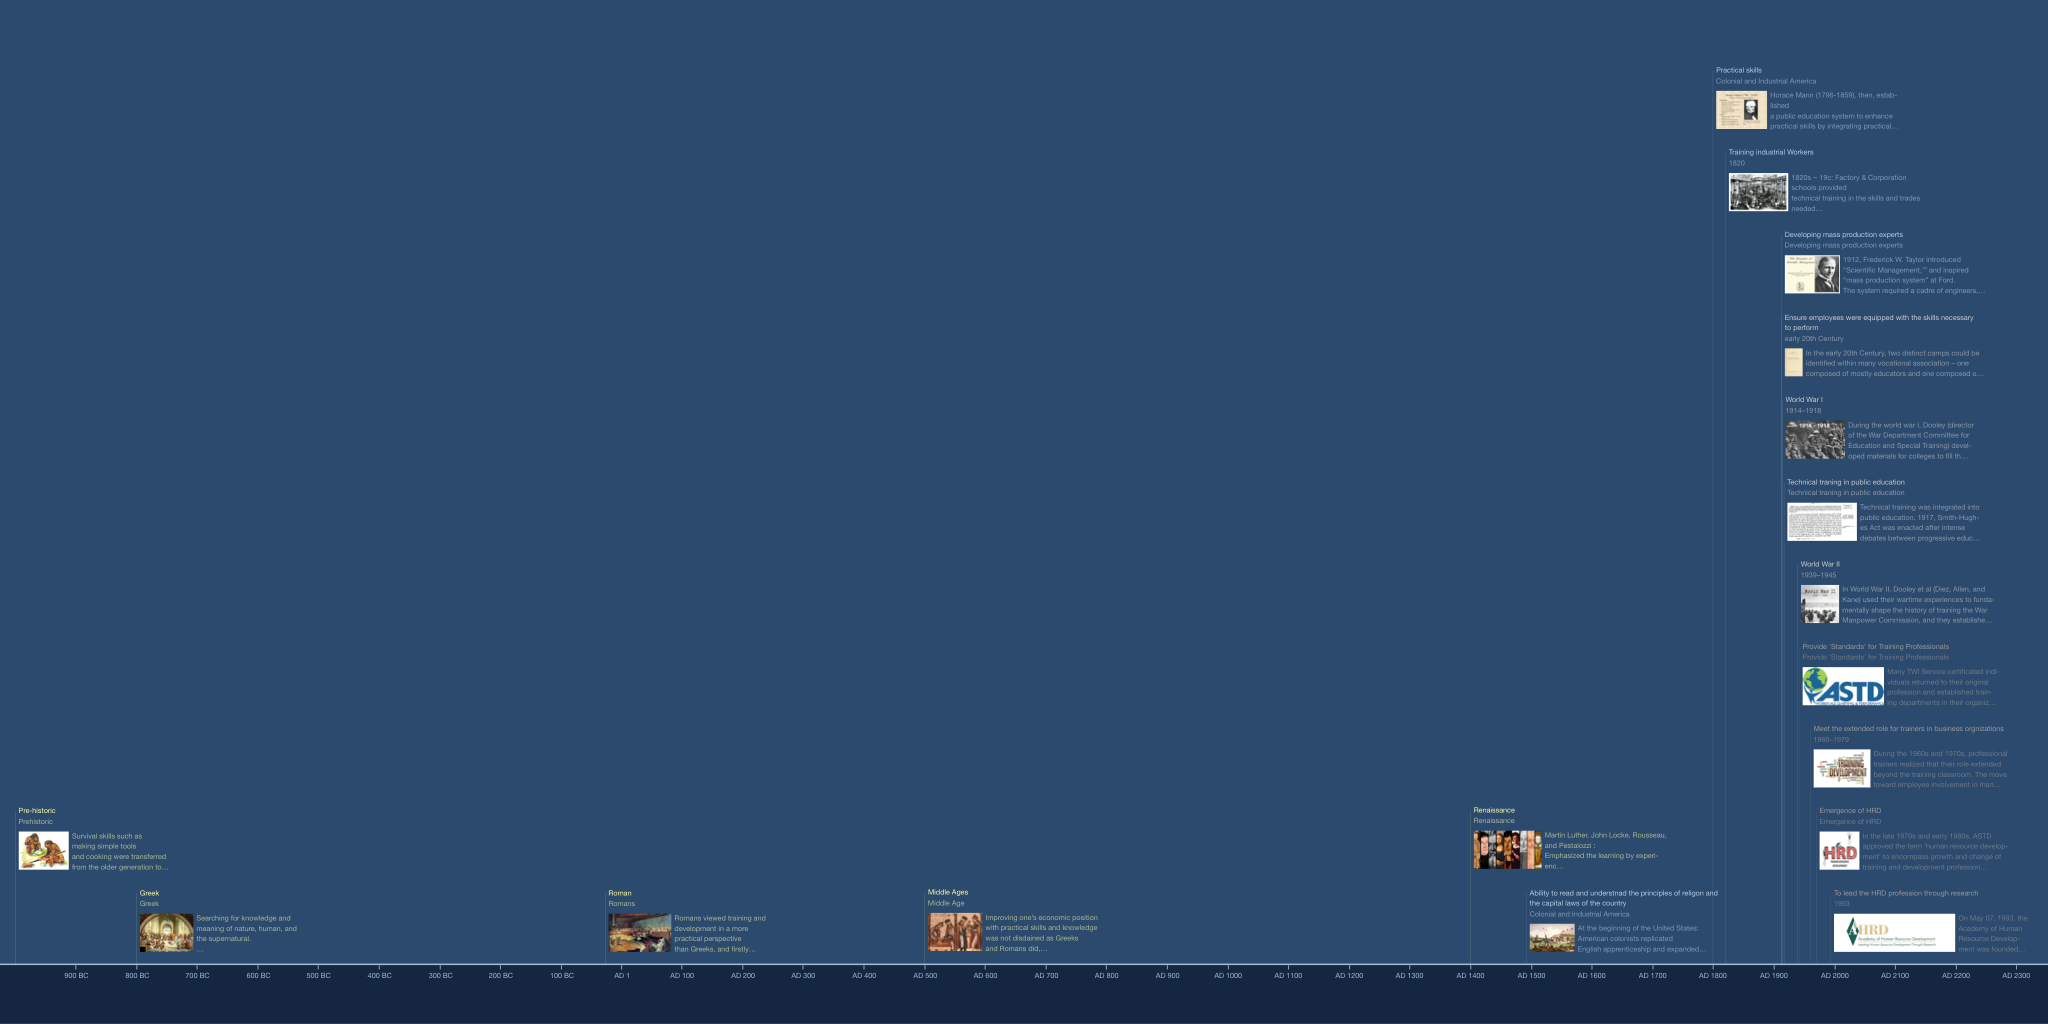 Practical skills
Colonial and Industrial America
Horace Mann (1796-1859), then, estab-
lished
a public education system to enhance
practical skills by integrating practical...
Training industrial Workers
1820
1820s – 19c: Factory & Corporation
schools provided
technical training in the skills and trades
needed...
Developing mass production experts
Developing mass production experts
1912, Frederick W. Taylor introduced
"Scientific Management," and inspired
"mass production system" at Ford.
The system required a cadre of engineers,...
Ensure employees were equipped with the skills necessary
to perform
early 20th Century
In the early 20th Century, two distinct camps could be
identified within many vocational association – one
composed of mostly educators and one composed o...
World War I
1914–1918
1914 - 1918
During the world war I, Dooley (director
of the War Department Committee for
Education and Special Training) devel-
oped materials for colleges to fill th...
Technical traning in public education
Technical traning in public education
Technical training was integrated into
public education. 1917, Smith-Hugh-
es Act was enacted after intense
debates between progressive educ...
World War II
1939–1945
World War II
In World War II, Dooley et al (Diez, Allen, and
Kane) used their wartime experiences to funda-
mentally shape the history of training the War
Manpower Commission, and they establishe...
Provide 'Standards' for Training Professionals
Provide 'Standards' for Training Professionals
ASTD
Many TWI Service certificated indi-
viduals returned to their original
profession and established train-
ing departments in their organiz...
Meet the extended role for trainers in business orgnizations
1960–1979
TRAINING
DEVELOPMENT
During the 1960s and 1970s, professional
trainers realized that their role extended
beyond the training classroom. The move
toward employee involvement in man...
Pre-historic
Prehistoric
Survival skills such as
making simple tools
and cooking were transferred
from the older generation to...
Renaissance
Renaissance
Martin Luther, John Locke, Rousseau,
and Pestalozzi :
Emphasized the learning by experi-
enc...
Emergence of HRD
Emergence of HRD
HRD
In the late 1970s and early 1980s, ASTD
approved the term 'human resource develop-
ment' to encompass growth and change of
training and development profession...
Greek
Greek
Searching for knowledge and
meaning of nature, human, and
the supernatural.
...
Roman
Romans
Romans viewed training and
development in a more
practical perspective
than Greeks, and firstly...
Middle Ages
Middle Age
Improving one's economic position
with practical skills and knowledge
was not disdained as Greeks
and Romans did,...
Ability to read and understnad the principles of religon and
the capital laws of the country
Colonial and Industrial America
At the beginning of the United States:
American colonists replicated
English apprenticeship and expanded...
To lead the HRD profession through research
1993
HRD
Academy of Human Resource Development
Leading Human Resource Development Through Research
On May 07, 1993, the
Academy of Human
Resource Develop-
ment was founded...
900 BC 800 BC 700 BC 600 BC 500 BC 400 BC 300 BC 200 BC 100 BC AD 1 AD 100 AD 200 AD 300 AD 400 AD 500 AD 600 AD 700 AD 800 AD 900 AD 1000 AD 1100 AD 1200 AD 1300 AD 1400 AD 1500 AD 1600 AD 1700 AD 1800 AD 1900 AD 2000 AD 2100 AD 2200 AD 2300